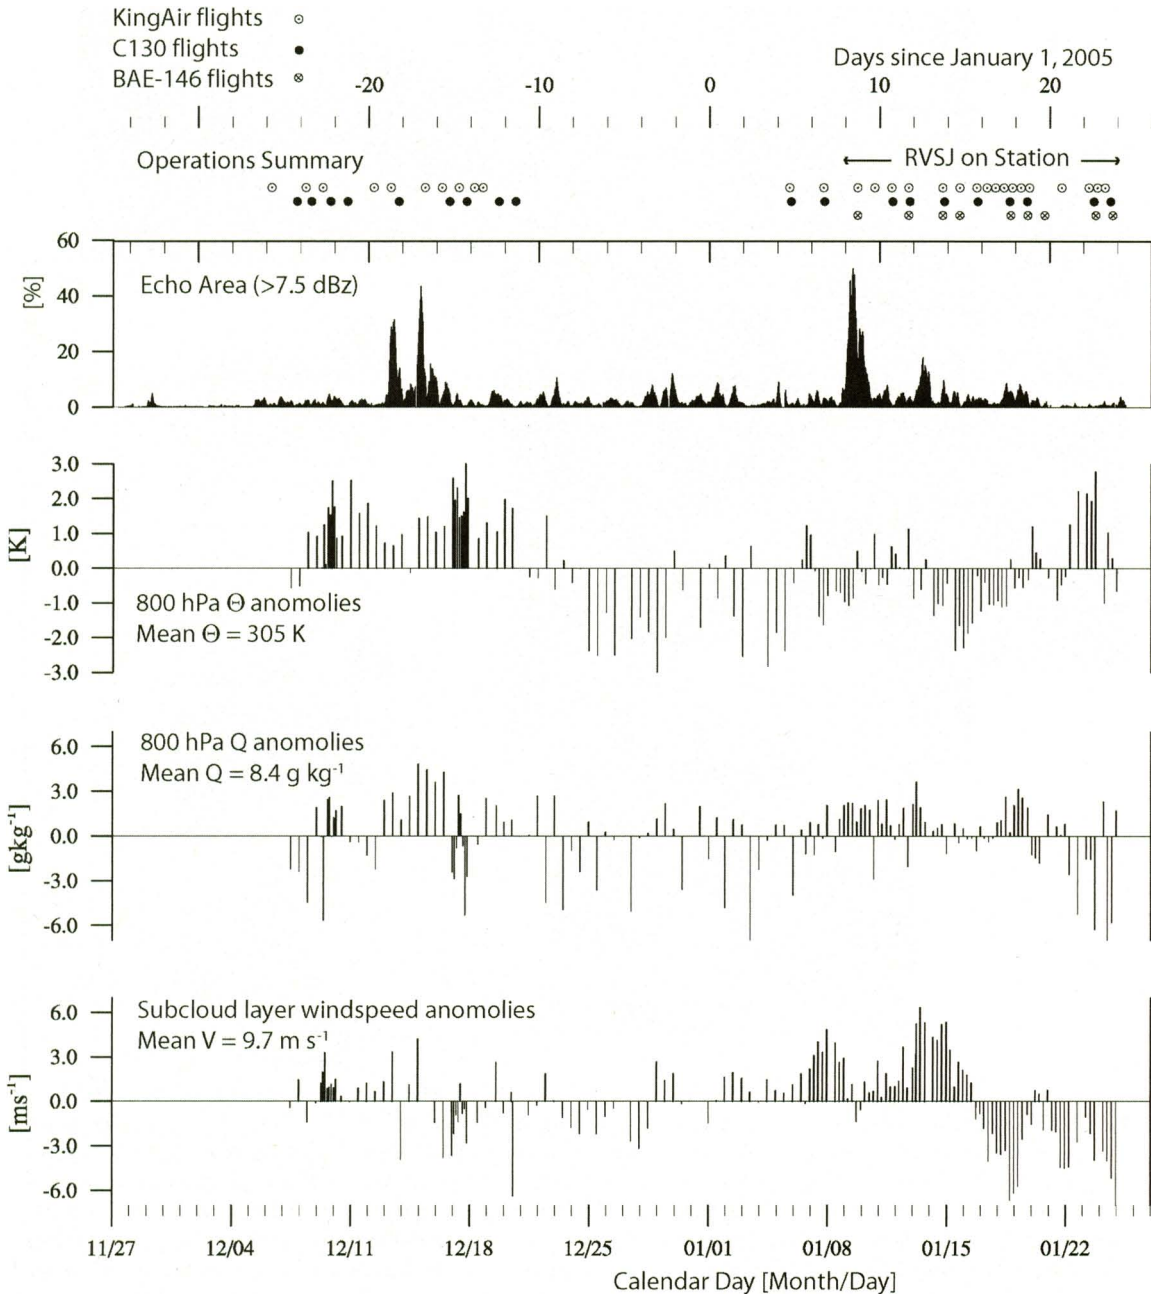 KingAir flights
C130 flights
BAE-146 flights
Days since January 1, 2005
-20 -10 0 10 20
Operations Summary
RVSJ on Station
60
40
20
0
[%]
Echo Area (>7.5 dBz)
3.0
2.0
1.0
0.0
-1.0
-2.0
-3.0
[K]
800 hPa Θ anomolies
Mean Θ = 305 K
6.0
3.0
0.0
-3.0
-6.0
[gkg⁻¹]
800 hPa Q anomolies
Mean Q = 8.4 g kg⁻¹
6.0
3.0
0.0
-3.0
-6.0
[ms⁻¹]
Subcloud layer windspeed anomolies
Mean V = 9.7 m s⁻¹
11/27 12/04 12/11 12/18 12/25 01/01 01/08 01/15 01/22
Calendar Day [Month/Day]